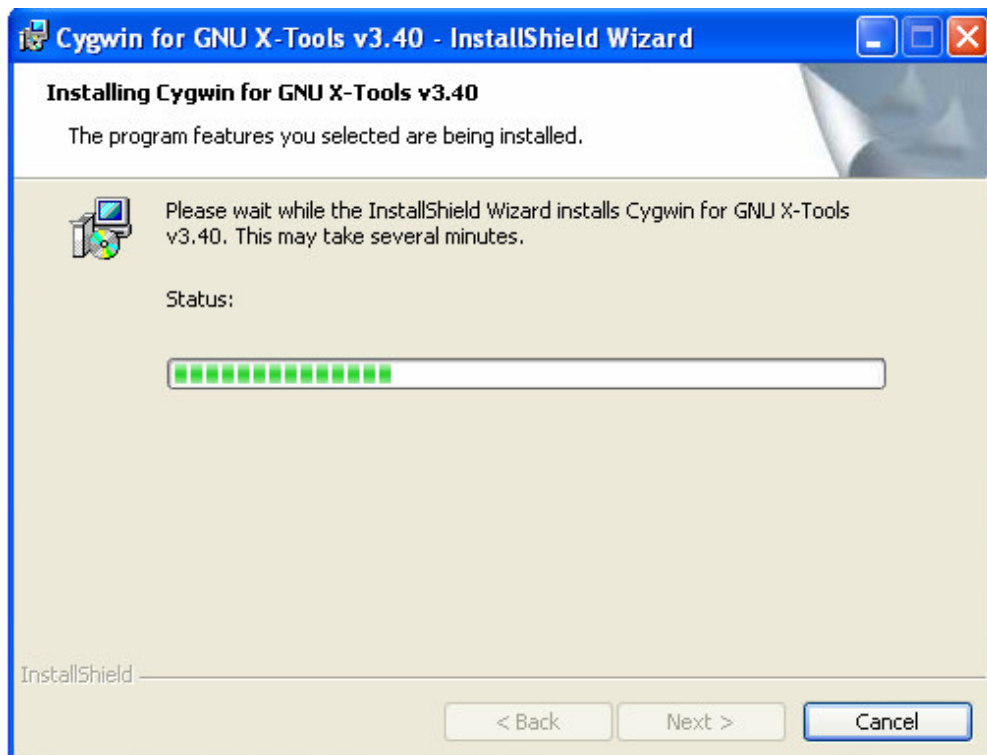 Cygwin for GNU X-Tools v3.40 - InstallShield Wizard
Installing Cygwin for GNU X-Tools v3.40
The program features you selected are being installed.
Please wait while the InstallShield Wizard installs Cygwin for GNU X-Tools
v3.40. This may take several minutes.
Status:
InstallShield
< Back
Next >
Cancel